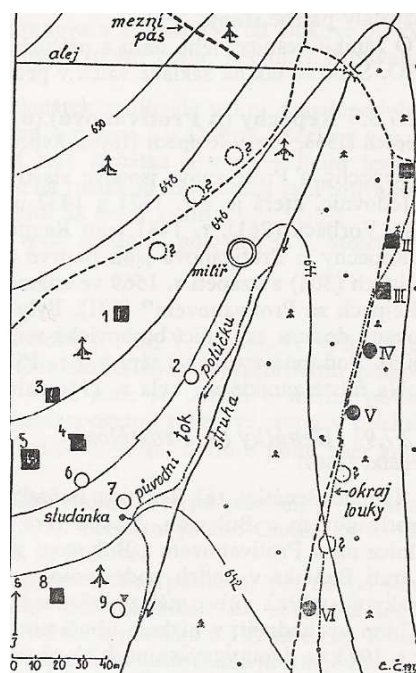 mezní
pás
alej
650
648
646
?
?
?
I
II
III
IV
V
VI
milíř
1
2
3
4
5
6
7
8
9
potůčku
tok
struha
původní
studánka
okraj
louky
?
?
S
J
0 10 20 30 40m